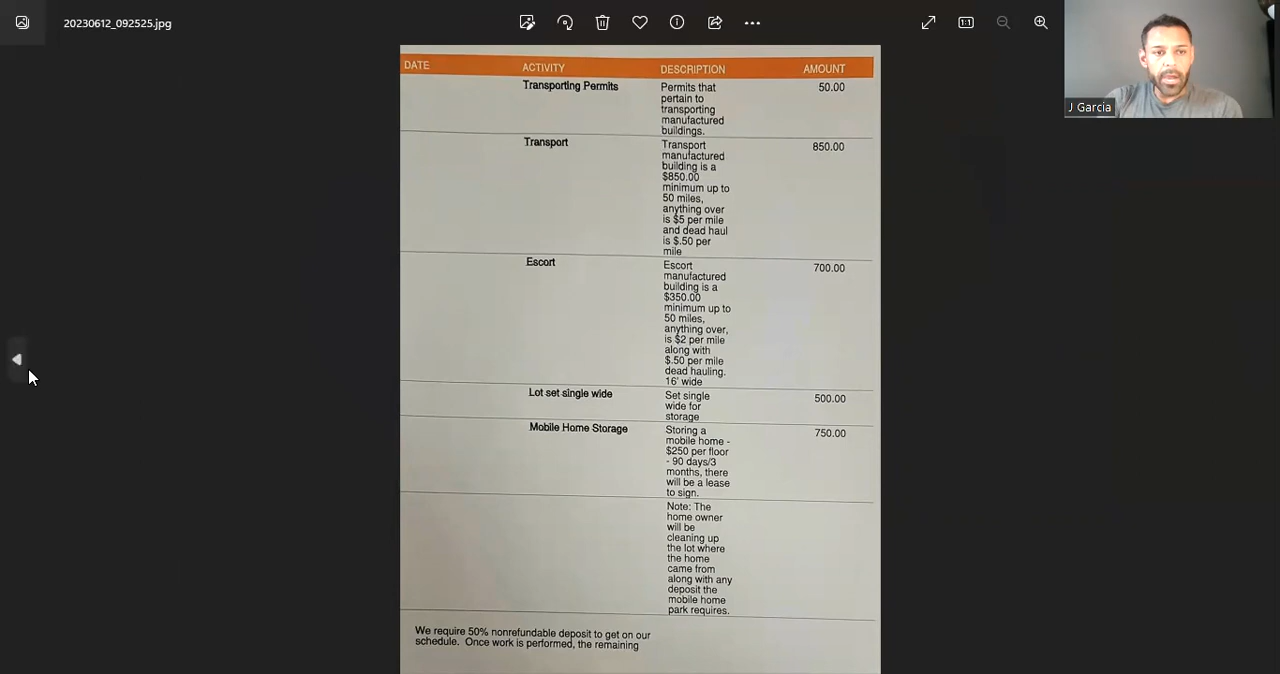 20230612_092525.jpg
J Garcia
DATE ACTIVITY DESCRIPTION AMOUNT
Transporting Permits Permits that 50.00
pertain to
transporting
manufactured
buildings.
Transport Transport 850.00
manufactured
building is a
$850.00
minimum up to
50 miles,
anything over
is $5 per mile
and dead haul
is $.50 per
mile
Escort Escort 700.00
manufactured
building is a
$350.00
minimum up to
50 miles,
anything over,
is $2 per mile
along with
$.50 per mile
dead hauling.
16' wide
Lot set single wide Set single 500.00
wide for
storage
Mobile Home Storage Storing a 750.00
mobile home -
$250 per floor
- 90 days/3
months, there
will be a lease
to sign.
Note: The
home owner
will be
cleaning up
the lot where
the home
came from
along with any
deposit the
mobile home
park requires.
We require 50% nonrefundable deposit to get on our
schedule. Once work is performed, the remaining